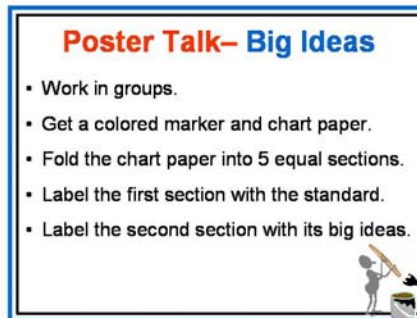 Poster Talk– Big Ideas
• Work in groups.
• Get a colored marker and chart paper.
• Fold the chart paper into 5 equal sections.
• Label the first section with the standard.
• Label the second section with its big ideas.